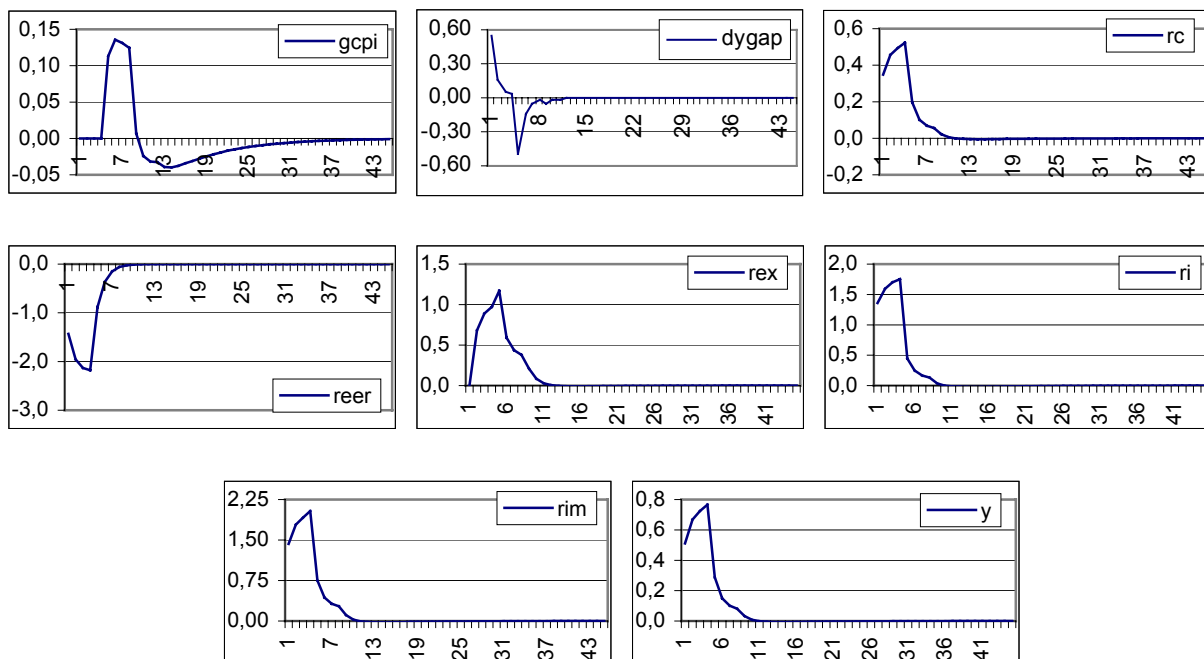 0,15
0,10
0,05
0,00
-0,05
1 7 13 19 25 31 37 43
gcpi
0,60
0,30
0,00
-0,30
-0,60
1 8 15 22 29 36 43
dygap
0,6
0,4
0,2
0,0
-0,2
1 7 13 19 25 31 37 43
rc
0,0
-1,0
-2,0
-3,0
1 7 13 19 25 31 37 43
reer
1,5
1,0
0,5
0,0
1 6 11 16 21 26 31 36 41
rex
2,0
1,5
1,0
0,5
0,0
1 6 11 16 21 26 31 36 41
ri
2,25
1,50
0,75
0,00
1 7 13 19 25 31 37 43
rim
0,8
0,6
0,4
0,2
0,0
1 6 11 16 21 26 31 36 41
y